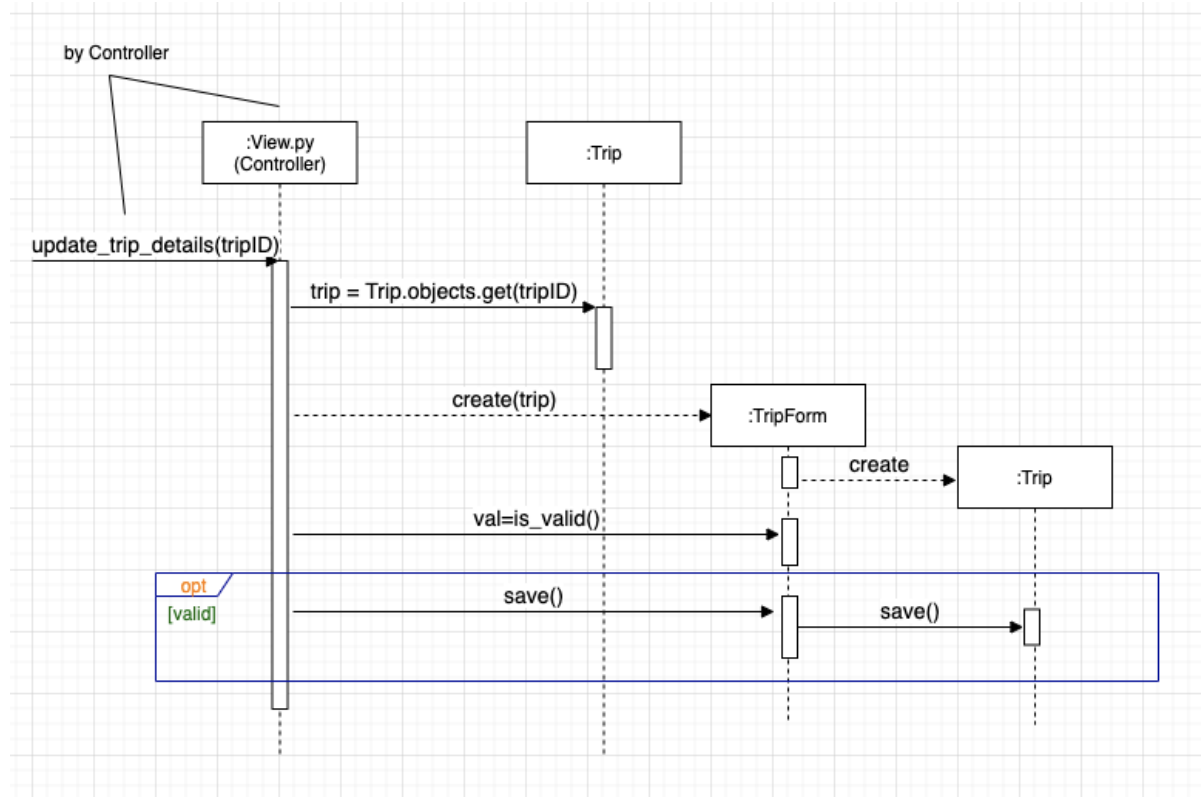 by Controller
:View.py
(Controller)
:Trip
update_trip_details(tripID)
trip = Trip.objects.get(tripID)
create(trip)
:TripForm
create
:Trip
val=is_valid()
opt
[valid]
save()
save()